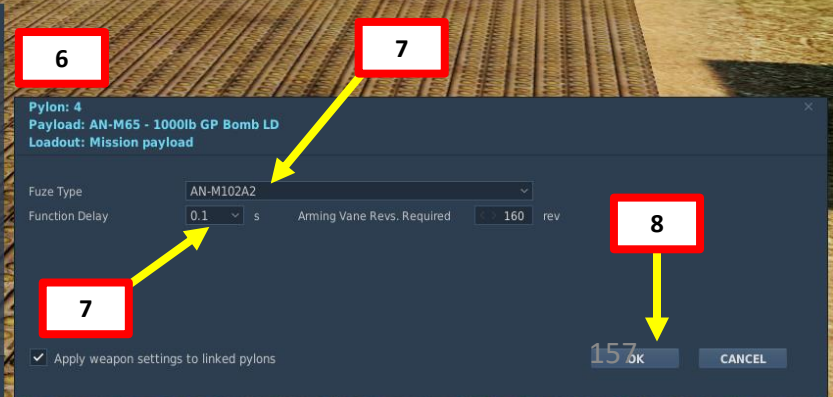 6
7
Pylon: 4
Payload: AN-M65 - 1000lb GP Bomb LD
Loadout: Mission payload
Fuze Type AN-M102A2
Function Delay 0.1 s Arming Vane Revs. Required 160 rev
8
7
Apply weapon settings to linked pylons
157
OK CANCEL